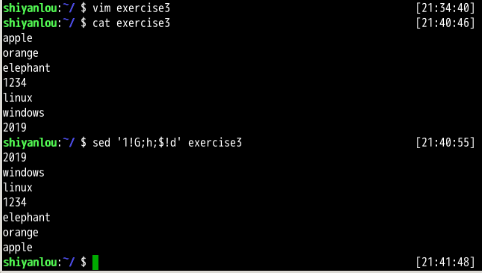 shiyanlou:~/ $ vim exercise3 [21:34:40]
shiyanlou:~/ $ cat exercise3 [21:40:46]
apple
orange
elephant
1234
linux
windows
2019
shiyanlou:~/ $ sed '1!G;h;$!d' exercise3 [21:40:55]
2019
windows
linux
1234
elephant
orange
apple
shiyanlou:~/ $ [21:41:48]